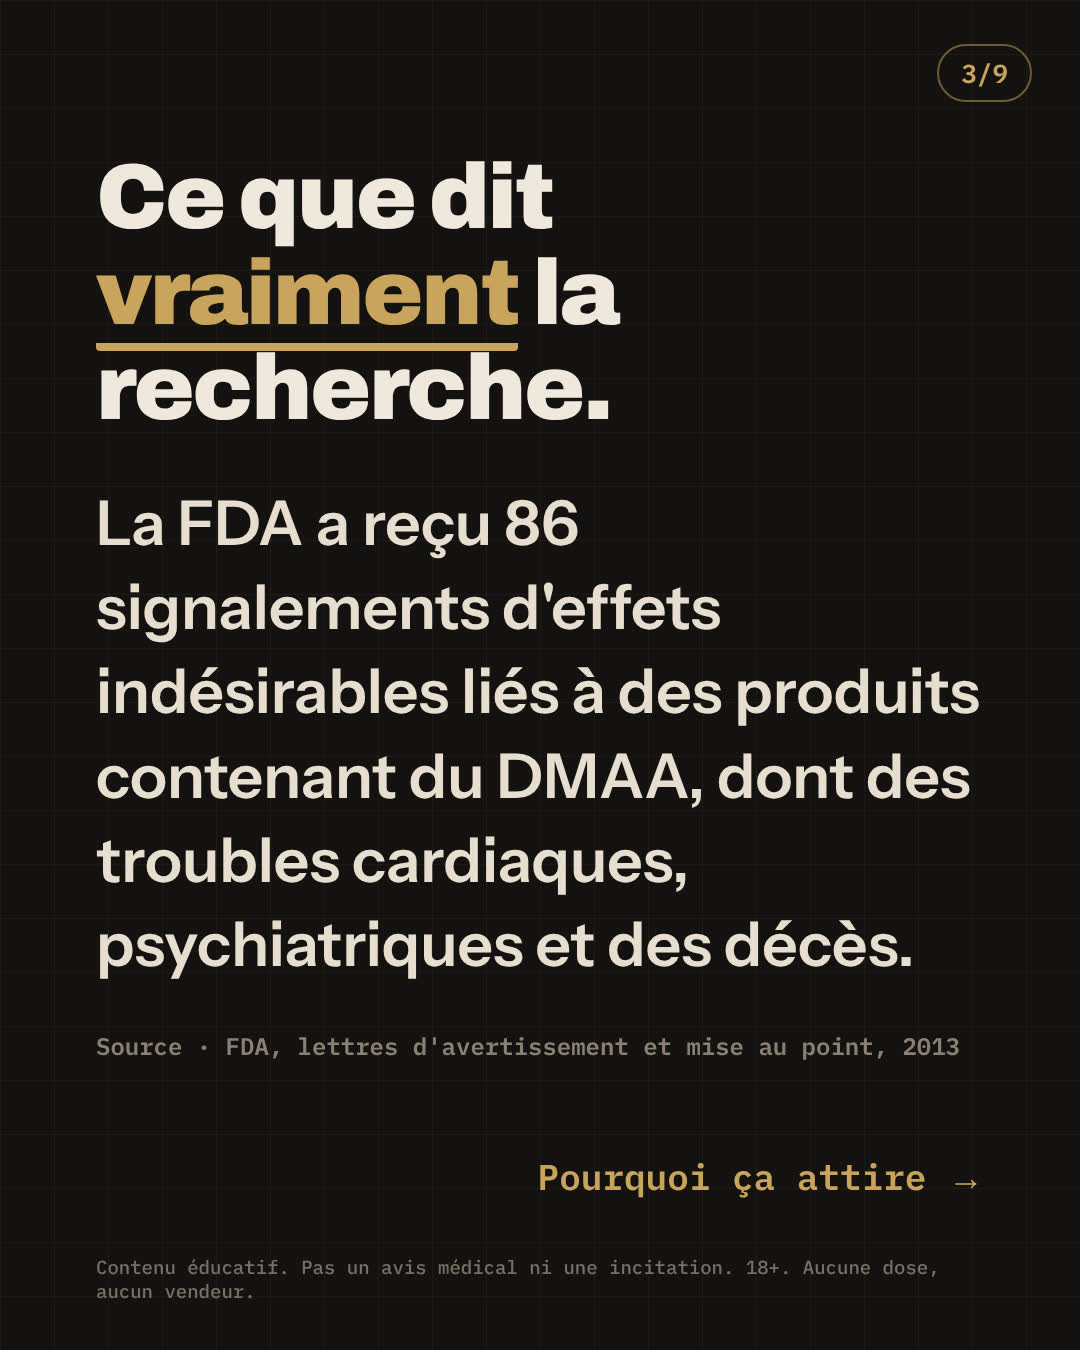 3/9
Ce que dit
vraiment la
recherche.
La FDA a reçu 86
signalements d'effets
indésirables liés à des produits
contenant du DMAA, dont des
troubles cardiaques,
psychiatriques et des décès.
Source · FDA, lettres d'avertissement et mise au point, 2013
Pourquoi ça attire →
Contenu éducatif. Pas un avis médical ni une incitation. 18+. Aucune dose,
aucun vendeur.